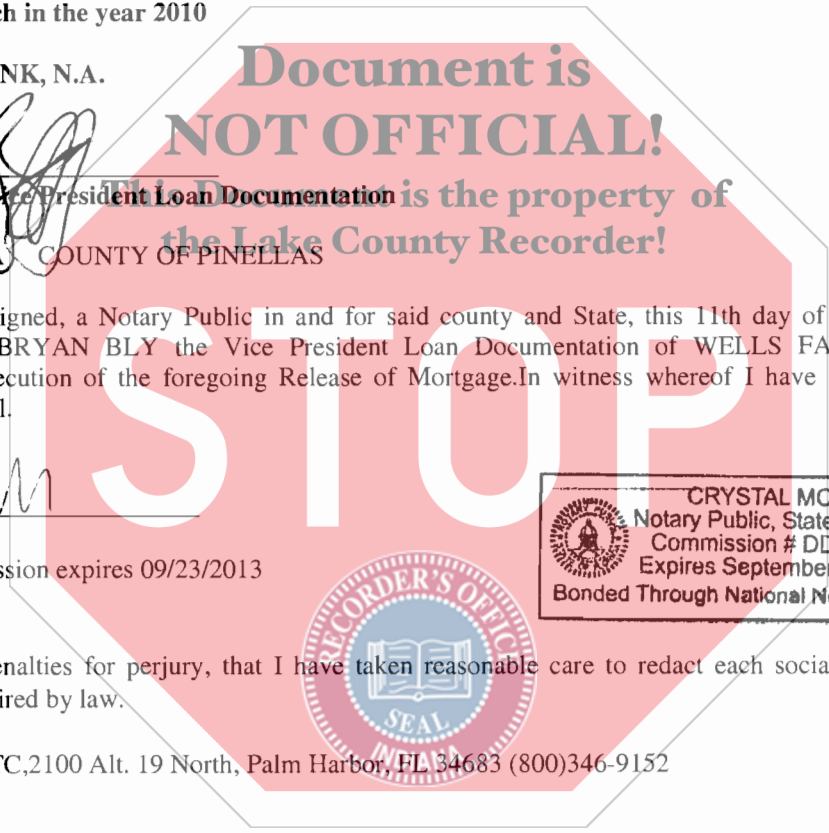 ch in the year 2010
Document is
NK, N.A.
NOT OFFICIAL!
This Document is the property of
Vice President Loan Documentation
the Lake County Recorder!
COUNTY OF PINELLAS
igned, a Notary Public in and for said county and State, this 11th day of
BRYAN BLY the Vice President Loan Documentation of WELLS FA
ecution of the foregoing Release of Mortgage.In witness whereof I have
l.
STOP
CRYSTAL MO
Notary Public, State
Commission # DD
Expires September
Bonded Through National N
ssion expires 09/23/2013
RECORDER'S OFFICE
SEAL
INDIANA
enalties for perjury, that I have taken reasonable care to redact each socia
ired by law.
TC,2100 Alt. 19 North, Palm Harbor, FL 34683 (800)346-9152